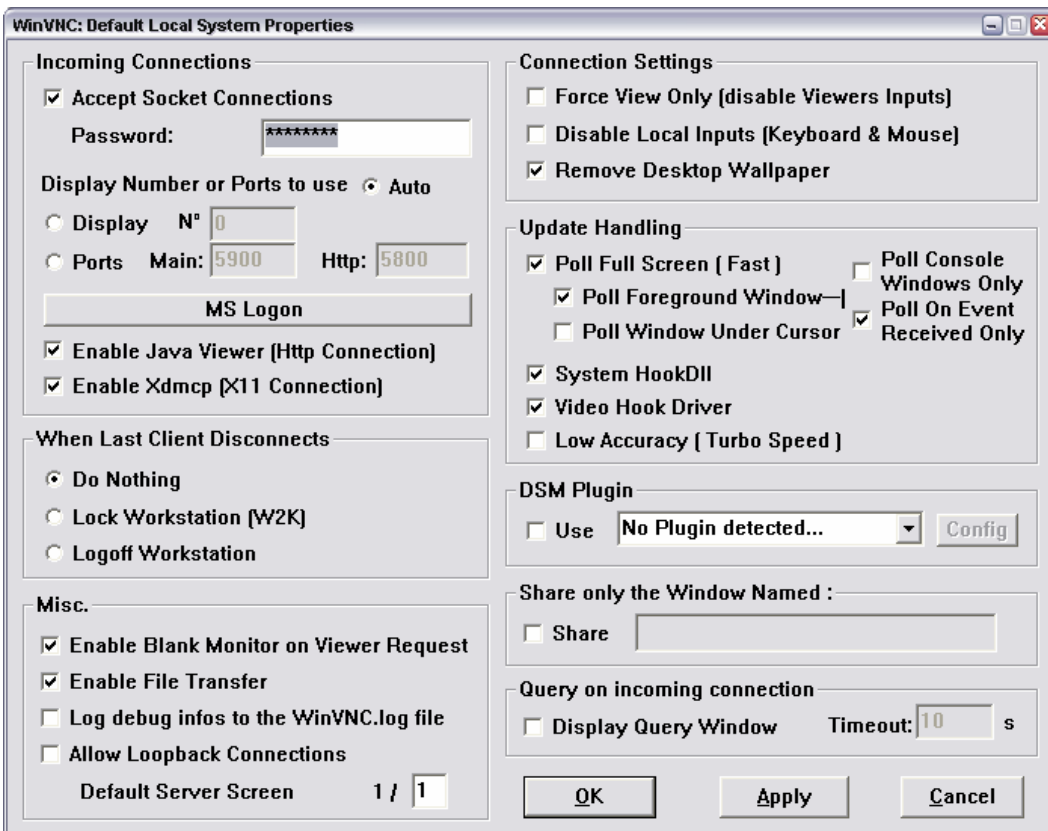 WinVNC: Default Local System Properties
Incoming Connections
Accept Socket Connections
Password: ********
Display Number or Ports to use Auto
Display N° 0
Ports Main: 5900 Http: 5800
MS Logon
Enable Java Viewer (Http Connection)
Enable Xdmcp (X11 Connection)
When Last Client Disconnects
Do Nothing
Lock Workstation (W2K)
Logoff Workstation
Misc.
Enable Blank Monitor on Viewer Request
Enable File Transfer
Log debug infos to the WinVNC.log file
Allow Loopback Connections
Default Server Screen 1 / 1
Connection Settings
Force View Only (disable Viewers Inputs)
Disable Local Inputs (Keyboard & Mouse)
Remove Desktop Wallpaper
Update Handling
Poll Full Screen ( Fast )
Poll Foreground Window—|
Poll Window Under Cursor
Poll Console
Windows Only
Poll On Event
Received Only
System HookDll
Video Hook Driver
Low Accuracy ( Turbo Speed )
DSM Plugin
Use No Plugin detected... Config
Share only the Window Named :
Share
Query on incoming connection
Display Query Window Timeout: 10 s
OK Apply Cancel